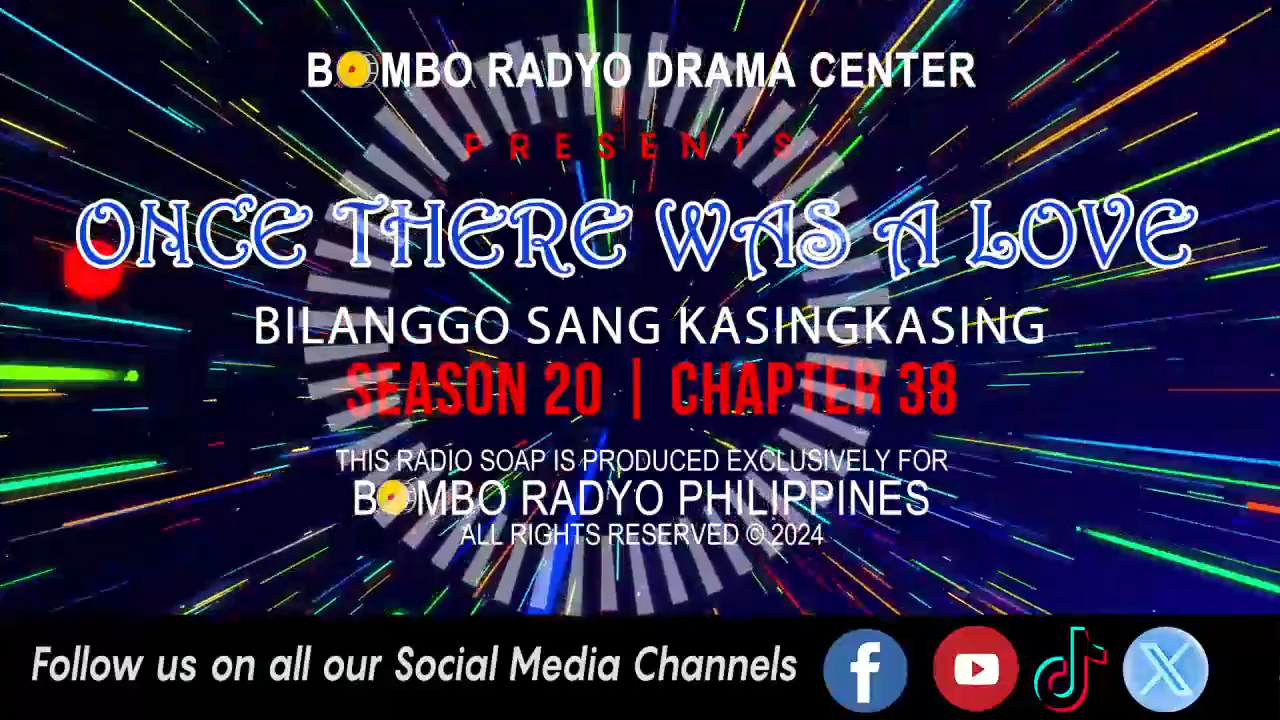 BOMBO RADYO DRAMA CENTER
PRESENTS
ONCE THERE WAS A LOVE
BILANGGO SANG KASINGKASING
SEASON 20 | CHAPTER 38
THIS RADIO SOAP IS PRODUCED EXCLUSIVELY FOR
BOMBO RADYO PHILIPPINES
ALL RIGHTS RESERVED © 2024
Follow us on all our Social Media Channels